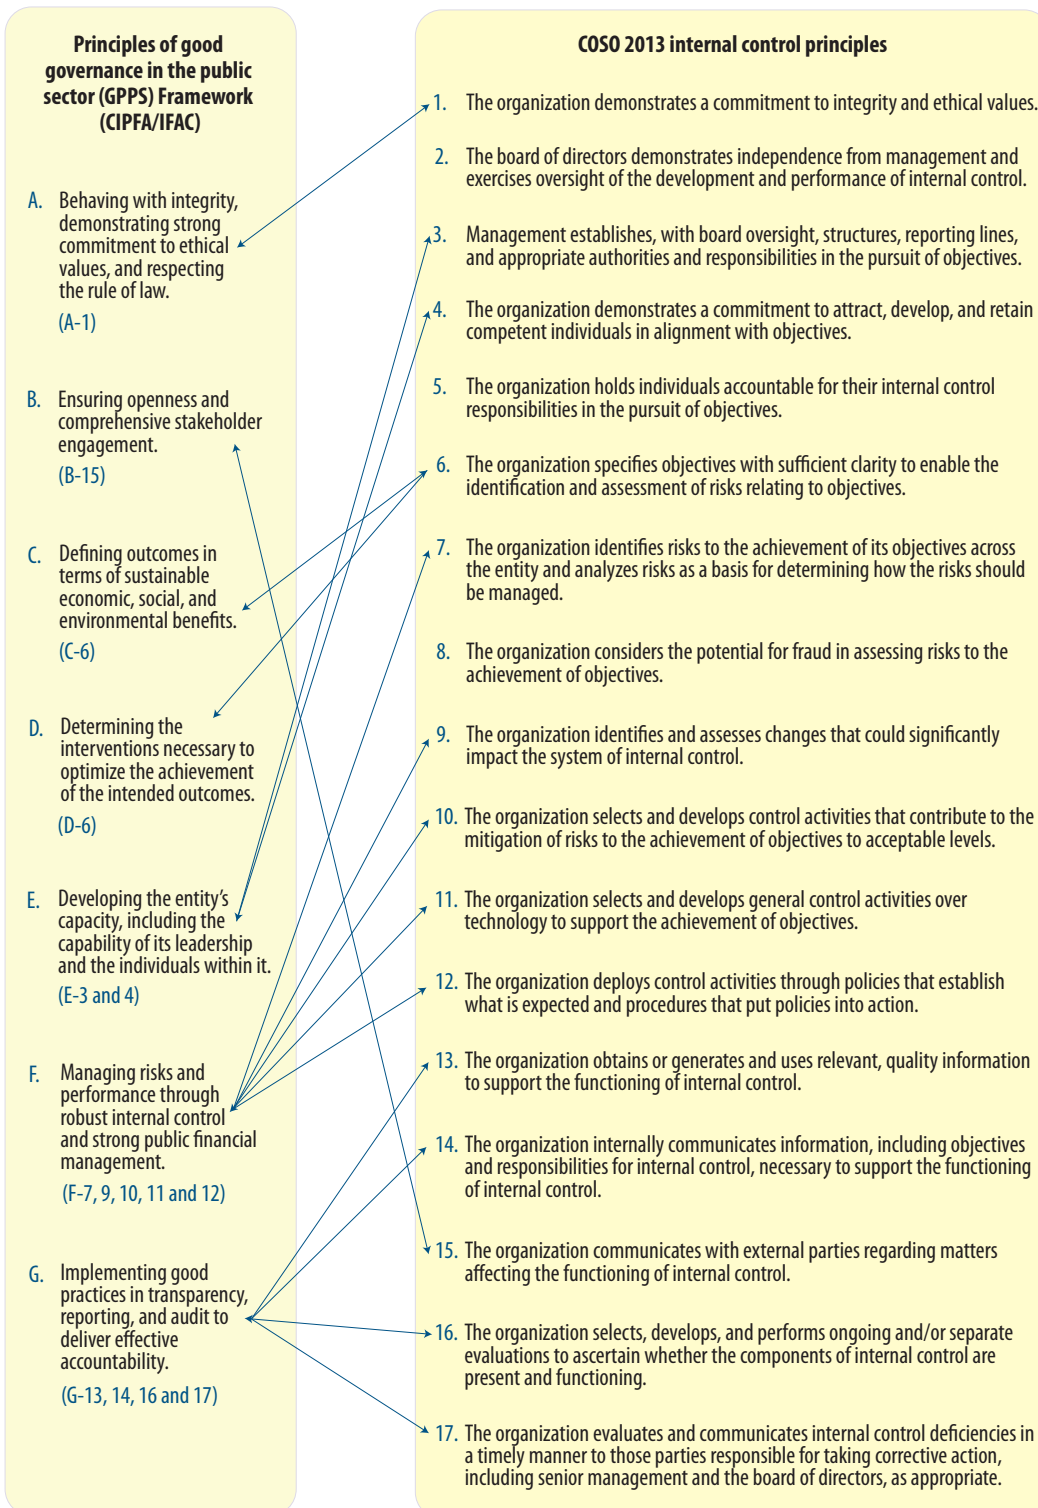 Principles of good
governance in the public
sector (GPPS) Framework
(CIPFA/IFAC)
A. Behaving with integrity,
demonstrating strong
commitment to ethical
values, and respecting
the rule of law.
(A-1)
B. Ensuring openness and
comprehensive stakeholder
engagement.
(B-15)
C. Defining outcomes in
terms of sustainable
economic, social, and
environmental benefits.
(C-6)
D. Determining the
interventions necessary to
optimize the achievement
of the intended outcomes.
(D-6)
E. Developing the entity's
capacity, including the
capability of its leadership
and the individuals within it.
(E-3 and 4)
F. Managing risks and
performance through
robust internal control
and strong public financial
management.
(F-7, 9, 10, 11 and 12)
G. Implementing good
practices in transparency,
reporting, and audit to
deliver effective
accountability.
(G-13, 14, 16 and 17)
COSO 2013 internal control principles
1. The organization demonstrates a commitment to integrity and ethical values.
2. The board of directors demonstrates independence from management and
exercises oversight of the development and performance of internal control.
3. Management establishes, with board oversight, structures, reporting lines,
and appropriate authorities and responsibilities in the pursuit of objectives.
4. The organization demonstrates a commitment to attract, develop, and retain
competent individuals in alignment with objectives.
5. The organization holds individuals accountable for their internal control
responsibilities in the pursuit of objectives.
6. The organization specifies objectives with sufficient clarity to enable the
identification and assessment of risks relating to objectives.
7. The organization identifies risks to the achievement of its objectives across
the entity and analyzes risks as a basis for determining how the risks should
be managed.
8. The organization considers the potential for fraud in assessing risks to the
achievement of objectives.
9. The organization identifies and assesses changes that could significantly
impact the system of internal control.
10. The organization selects and develops control activities that contribute to the
mitigation of risks to the achievement of objectives to acceptable levels.
11. The organization selects and develops general control activities over
technology to support the achievement of objectives.
12. The organization deploys control activities through policies that establish
what is expected and procedures that put policies into action.
13. The organization obtains or generates and uses relevant, quality information
to support the functioning of internal control.
14. The organization internally communicates information, including objectives
and responsibilities for internal control, necessary to support the functioning
of internal control.
15. The organization communicates with external parties regarding matters
affecting the functioning of internal control.
16. The organization selects, develops, and performs ongoing and/or separate
evaluations to ascertain whether the components of internal control are
present and functioning.
17. The organization evaluates and communicates internal control deficiencies in
a timely manner to those parties responsible for taking corrective action,
including senior management and the board of directors, as appropriate.